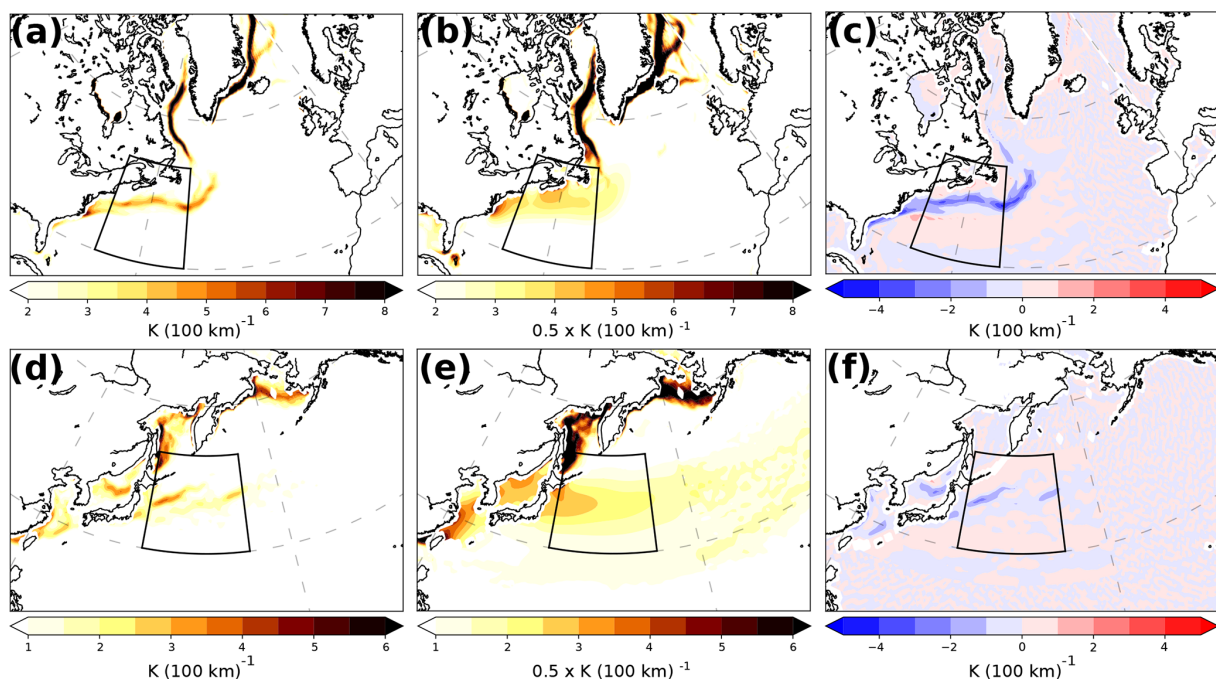 (a) (b) (c)
2 3 4 5 6 7 8 2 3 4 5 6 7 8 −4 −2 0 2 4
K (100 km)-1 0.5 x K (100 km) -1 K (100 km)-1
(d) (e) (f)
1 2 3 4 5 6 1 2 3 4 5 6 −4 −2 0 2 4
K (100 km)-1 0.5 x K (100 km) -1 K (100 km)-1